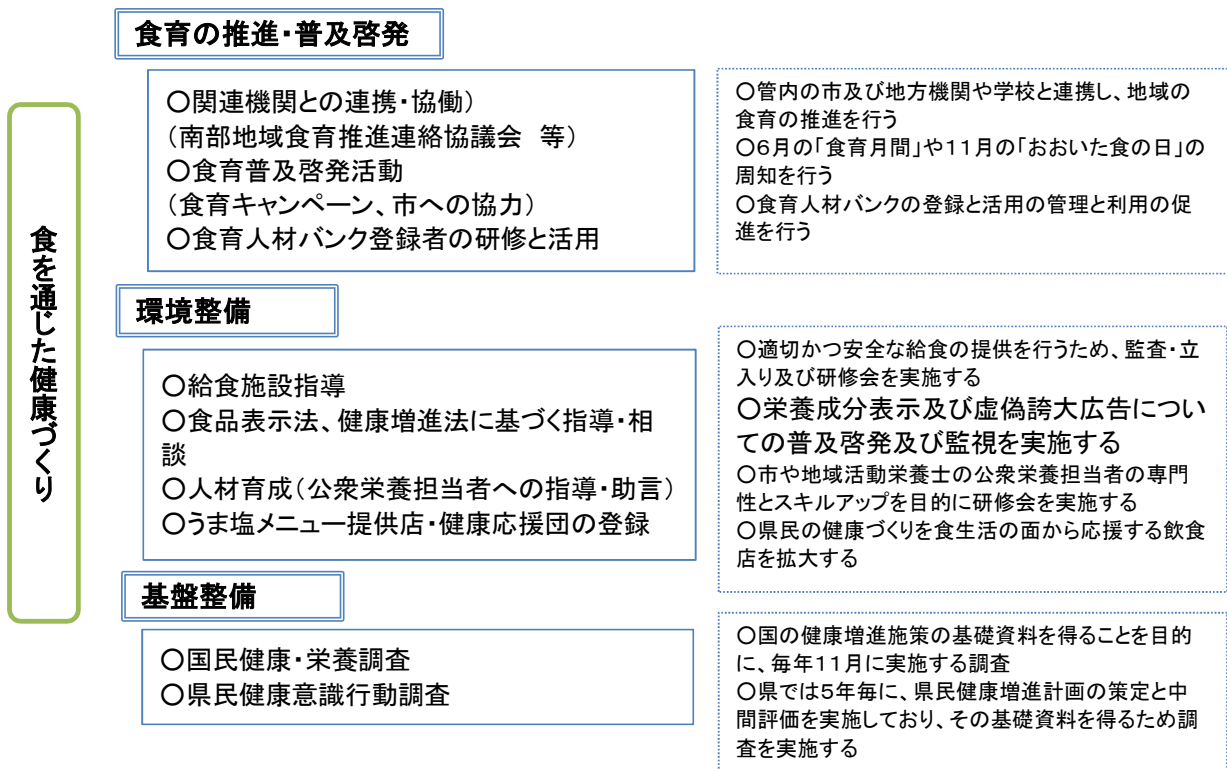 食を通じた健康づくり
食育の推進・普及啓発
〇関連機関との連携・協働）
（南部地域食育推進連絡協議会　等）
〇食育普及啓発活動
（食育キャンペーン、市への協力）
〇食育人材バンク登録者の研修と活用
〇管内の市及び地方機関や学校と連携し、地域の
食育の推進を行う
〇６月の「食育月間」や１１月の「おおいた食の日」の
周知を行う
〇食育人材バンクの登録と活用の管理と利用の促
進を行う
環境整備
〇給食施設指導
〇食品表示法、健康増進法に基づく指導・相
談
〇人材育成（公衆栄養担当者への指導・助言）
〇うま塩メニュー提供店・健康応援団の登録
〇適切かつ安全な給食の提供を行うため、監査・立
入り及び研修会を実施する
〇栄養成分表示及び虚偽誇大広告につい
ての普及啓発及び監視を実施する
〇市や地域活動栄養士の公衆栄養担当者の専門
性とスキルアップを目的に研修会を実施する
〇県民の健康づくりを食生活の面から応援する飲食
店を拡大する
基盤整備
〇国民健康・栄養調査
〇県民健康意識行動調査
〇国の健康増進施策の基礎資料を得ることを目的
に、毎年１１月に実施する調査
〇県では５年毎に、県民健康増進計画の策定と中
間評価を実施しており、その基礎資料を得るため調
査を実施する